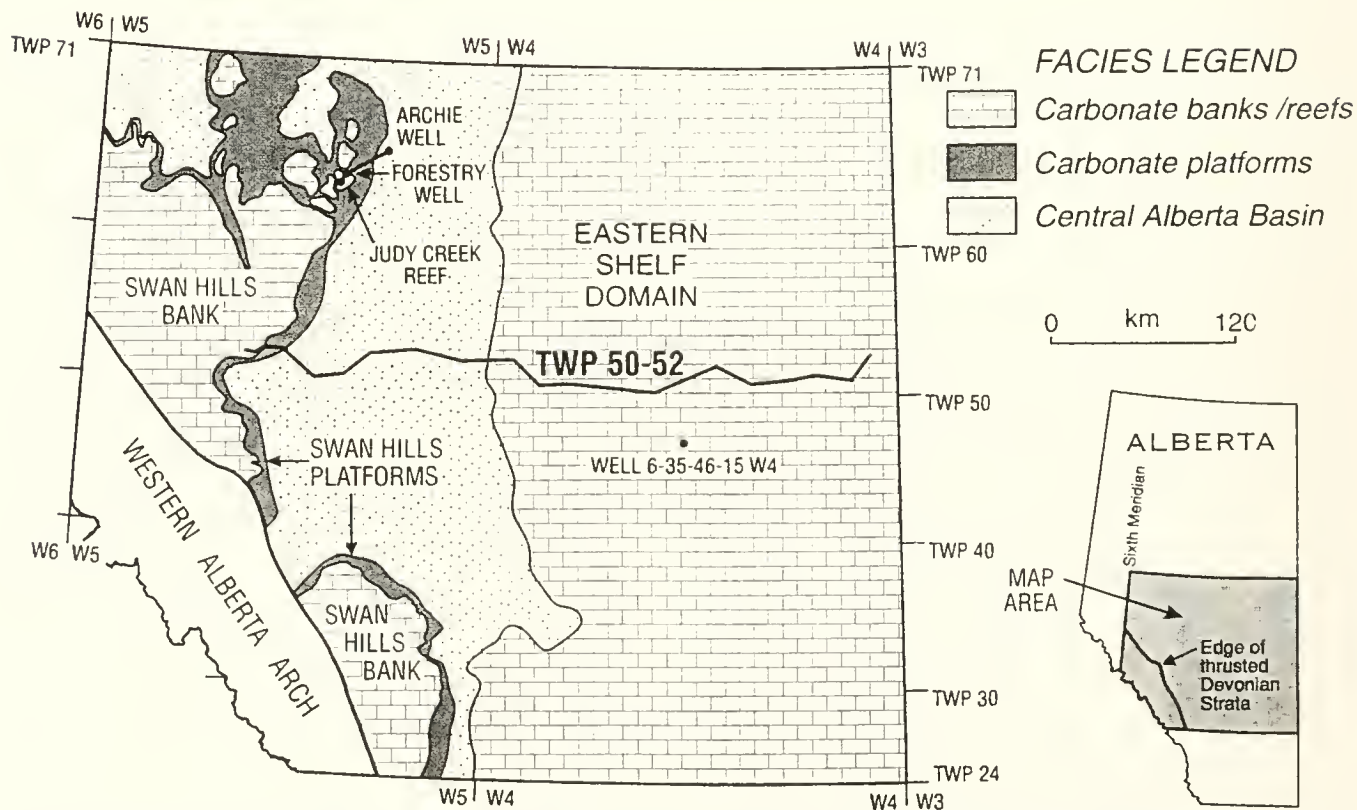 W6 W5
TWP 71
W5 W4
W4 W3
TWP 71
ARCHIE
WELL
FORESTRY
WELL
JUDY CREEK
REEF
SWAN HILLS
BANK
EASTERN
SHELF
DOMAIN
TWP 60
TWP 50-52
TWP 50
SWAN HILLS
PLATFORMS
WELL 6-35-46-15 W4
WESTERN ALBERTA ARCH
W6 W5
TWP 40
SWAN
HILLS
BANK
TWP 30
TWP 24
W5 W4
W4 W3
FACIES LEGEND
Carbonate banks /reefs
Carbonate platforms
Central Alberta Basin
0 km 120
ALBERTA
Sixth Meridian
MAP
AREA
Edge of
thrusted
Devonian
Strata